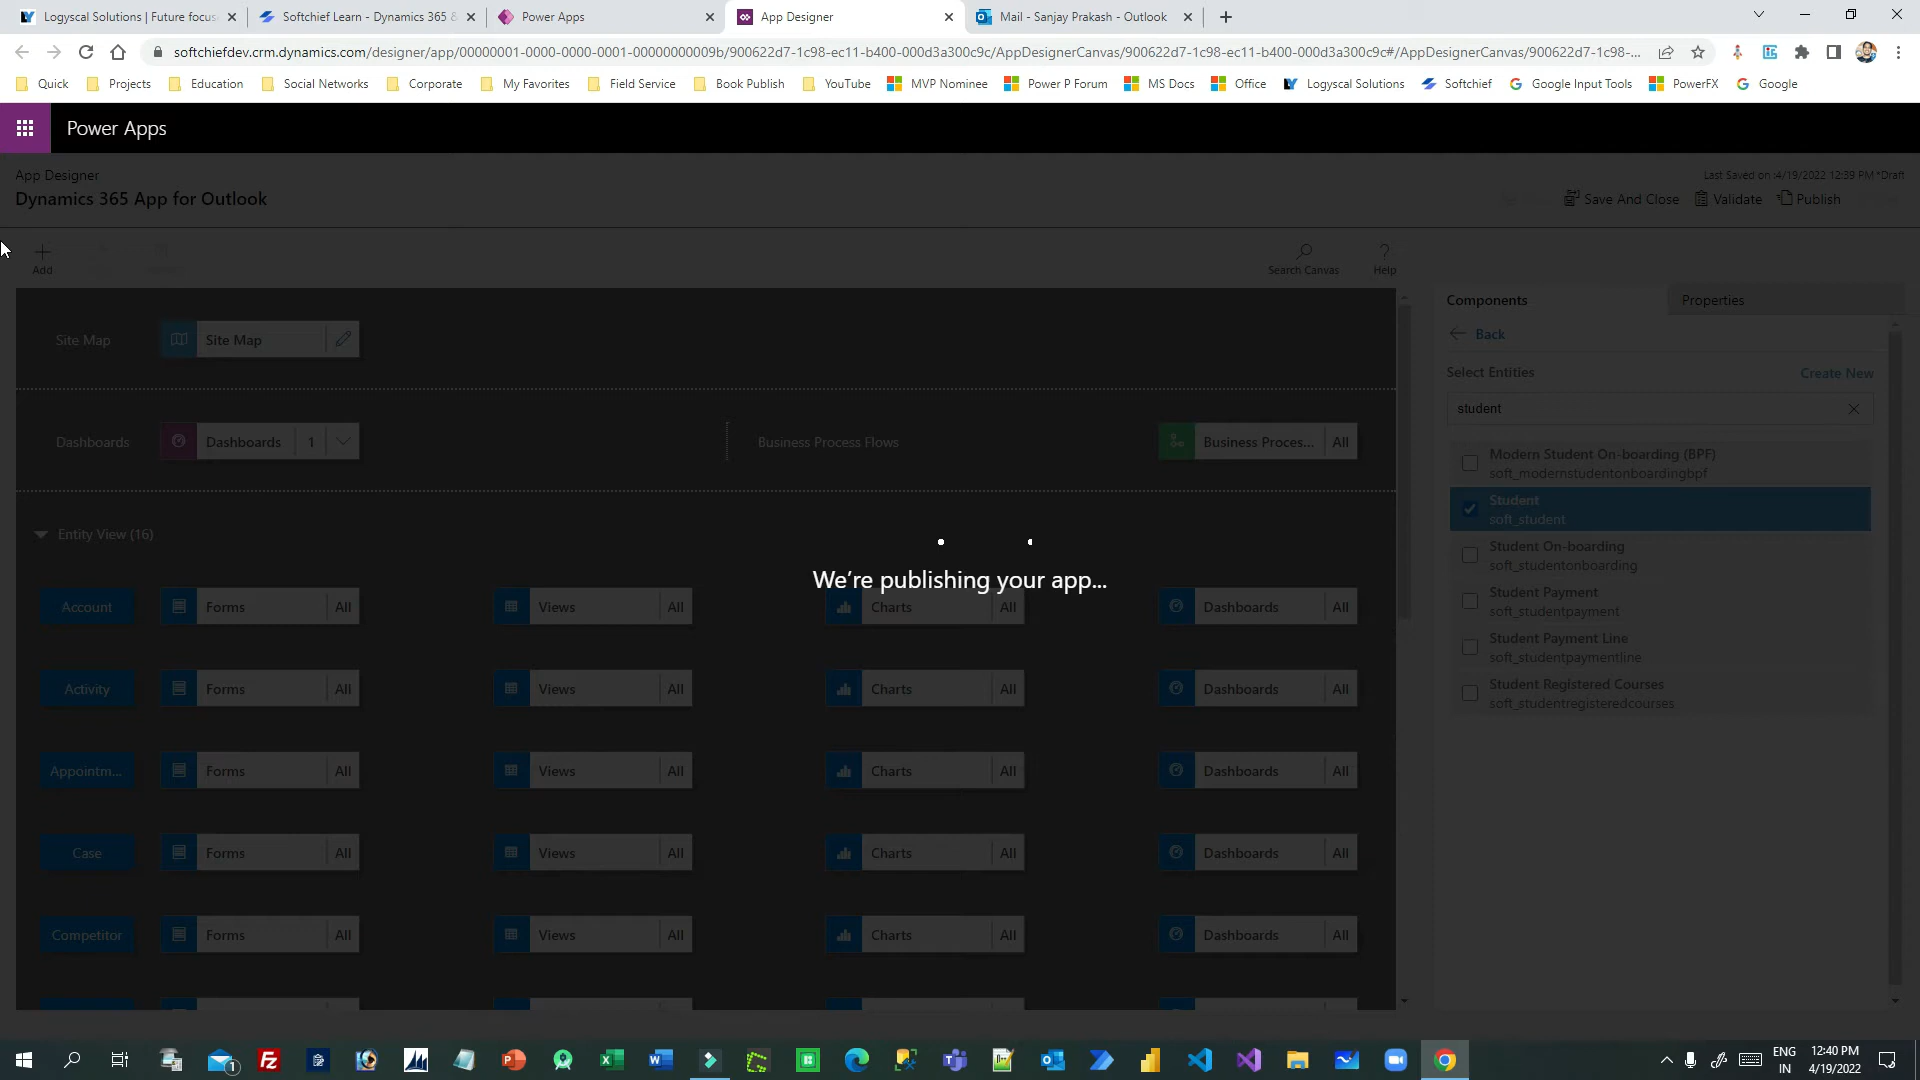 Logyscal Solutions | Future focus
Softchief Learn - Dynamics 365 &
Power Apps
App Designer
Mail - Sanjay Prakash - Outlook
softchiefdev.crm.dynamics.com/designer/app/00000001-0000-0000-0001-00000000009b/900622d7-1c98-ec11-b400-000d3a300c9c/AppDesignerCanvas/900622d7-1c98-ec11-b400-000d3a300c9c#/AppDesignerCanvas/900622d7-1c98-...
Quick
Projects
Education
Social Networks
Corporate
My Favorites
Field Service
Book Publish
YouTube
MVP Nominee
Power P Forum
MS Docs
Office
Logyscal Solutions
Softchief
Google Input Tools
PowerFX
Google
Power Apps
App Designer
Last Saved on :4/19/2022 12:39 PM *Draft
Dynamics 365 App for Outlook
Save And Close
Validate
Publish
Add
Search Canvas
Help
Components
Properties
Back
Select Entities
Create New
student
Modern Student On-boarding (BPF)
soft_modernstudentonboardingbpf
Student
soft_student
Student On-boarding
soft_studentonboarding
Student Payment
soft_studentpayment
Student Payment Line
soft_studentpaymentline
Student Registered Courses
soft_studentregisteredcourses
Site Map
Site Map
Dashboards
Dashboards 1
Business Process Flows
Business Proces... All
Entity View (16)
We're publishing your app...
Account Forms All Views All Charts All Dashboards All
Activity Forms All Views All Charts All Dashboards All
Appointm... Forms All Views All Charts All Dashboards All
Case Forms All Views All Charts All Dashboards All
Competitor Forms All Views All Charts All Dashboards All
1
ENG
IN
12:40 PM
4/19/2022